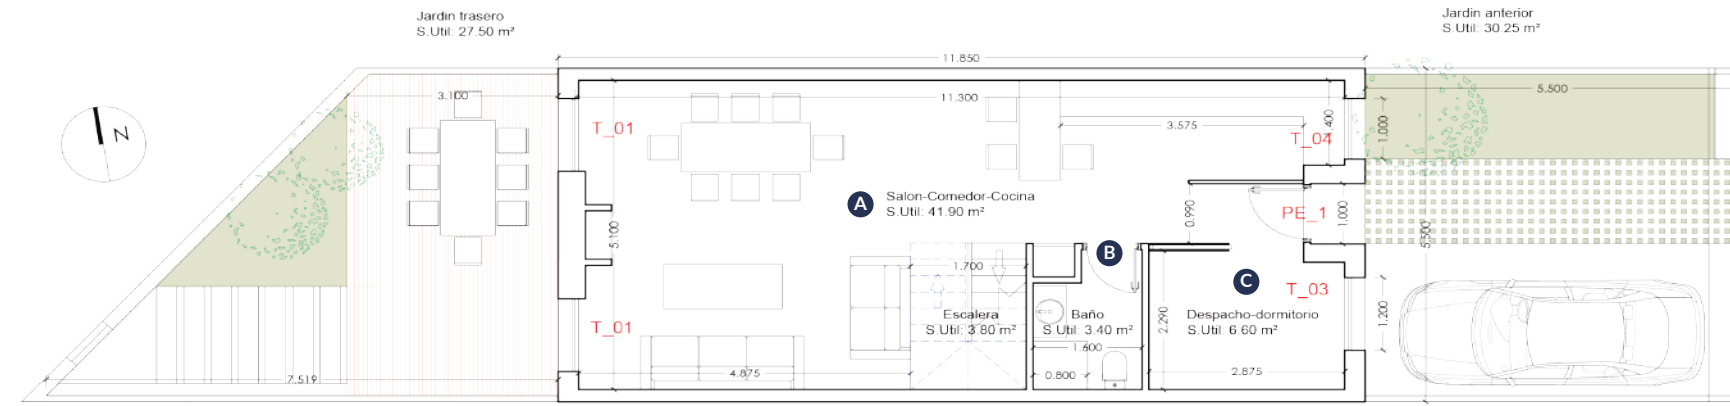 Jardin trasero
S.Util: 27.50 m²
Jardin anterior
S.Util: 30.25 m²
11.850
3.100
11.300
5.500
N
T_01
3.575
1.400
T_04
1.000
A
Salon-Comedor-Cocina
S.Util: 41.90 m²
0.990
PE_1
1.000
5.100
5.500
B
1.700
C
T_03
Escalera
S.Util: 3.80 m²
Baño
S.Util: 3.40 m²
2.290
Despacho-dormitorio
S.Util: 6.60 m²
1.200
T_01
1.600
7.519
4.875
0.800
2.875